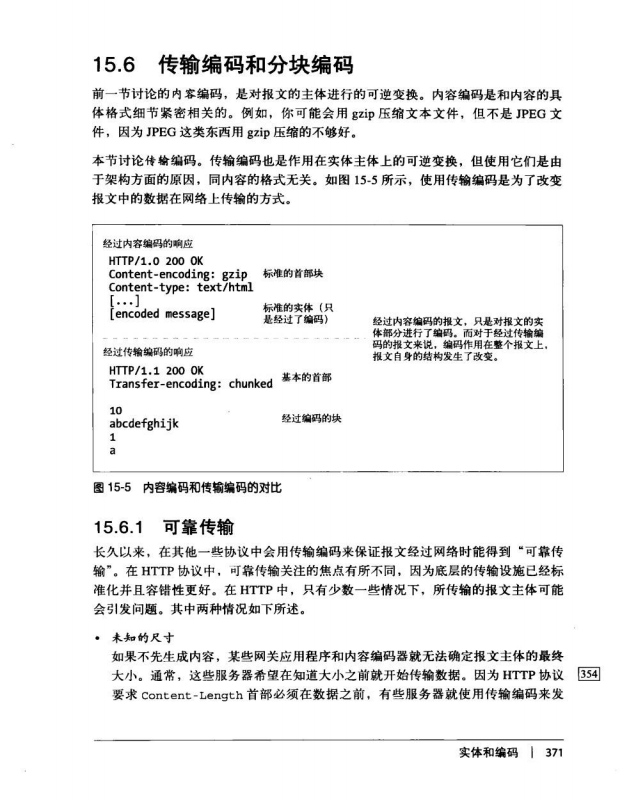 15.6 传输编码和分块编码
前一节讨论的内容编码，是对报文的主体进行的可逆变换。内容编码是和内容的具
体格式细节紧密相关的。例如，你可能会用 gzip 压缩文本文件，但不是 JPEG 文
件，因为 JPEG 这类东西用 gzip 压缩的不够好。
本节讨论传输编码。传输编码也是作用在实体主体上的可逆变换，但使用它们是由
于架构方面的原因，同内容的格式无关。如图 15-5 所示，使用传输编码是为了改变
报文中的数据在网络上传输的方式。
经过内容编码的响应
HTTP/1.0 200 OK
Content-encoding: gzip 标准的首部块
Content-type: text/html
[...]
[encoded message]
标准的实体（只
是经过了编码）
经过内容编码的报文，只是对报文的实
体部分进行了编码。而对于经过传输编
码的报文来说，编码作用在整个报文上，
报文自身的结构发生了改变。
经过传输编码的响应
HTTP/1.1 200 OK
Transfer-encoding: chunked
基本的首部
10
abcdefghijk
1
a
经过编码的块
图 15-5 内容编码和传输编码的对比
15.6.1 可靠传输
长久以来，在其他一些协议中会用传输编码来保证报文经过网络时能得到“可靠传
输”。在 HTTP 协议中，可靠传输关注的焦点有所不同，因为底层的传输设施已经标
准化并且容错性更好。在 HTTP 中，只有少数一些情况下，所传输的报文主体可能
会引发问题。其中两种情况如下所述。
• 未知的尺寸
如果不先生成内容，某些网关应用程序和内容编码器就无法确定报文主体的最终
大小。通常，这些服务器希望在知道大小之前就开始传输数据。因为 HTTP 协议
354
要求 Content-Length 首部必须在数据之前，有些服务器就使用传输编码来发
实体和编码 | 371